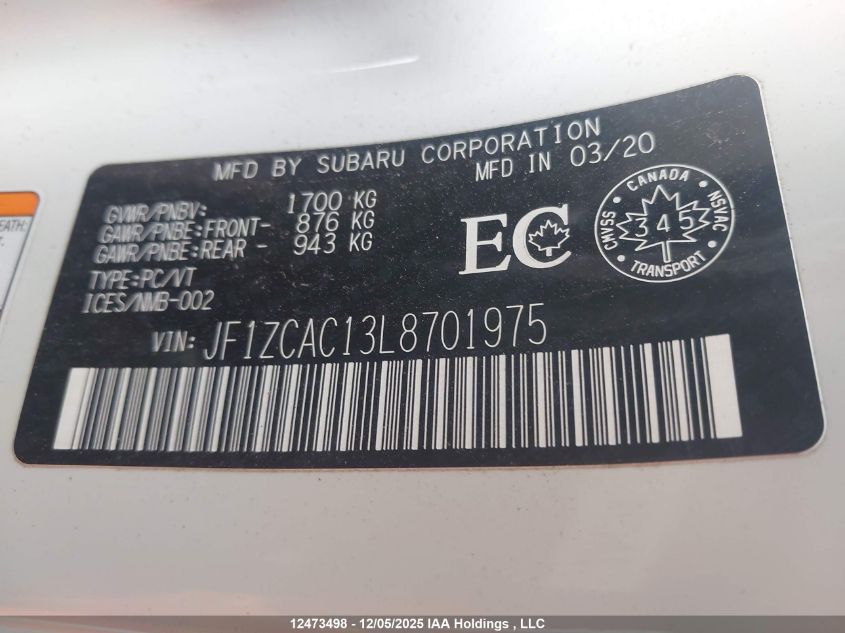 MFD BY SUBARU CORPORATION
MFD IN 03/20
GVWR/PNBV: 1700 KG
GAWR/PNBE:FRONT- 876 KG
GAWR/PNBE:REAR - 943 KG
TYPE:PC/VT
ICES/NMB-002
EC
CANADA
CMVSS 345 NSVAC
TRANSPORT
VIN: JF1ZCAC13L8701975
EATH:
12473498 - 12/05/2025 IAA Holdings , LLC